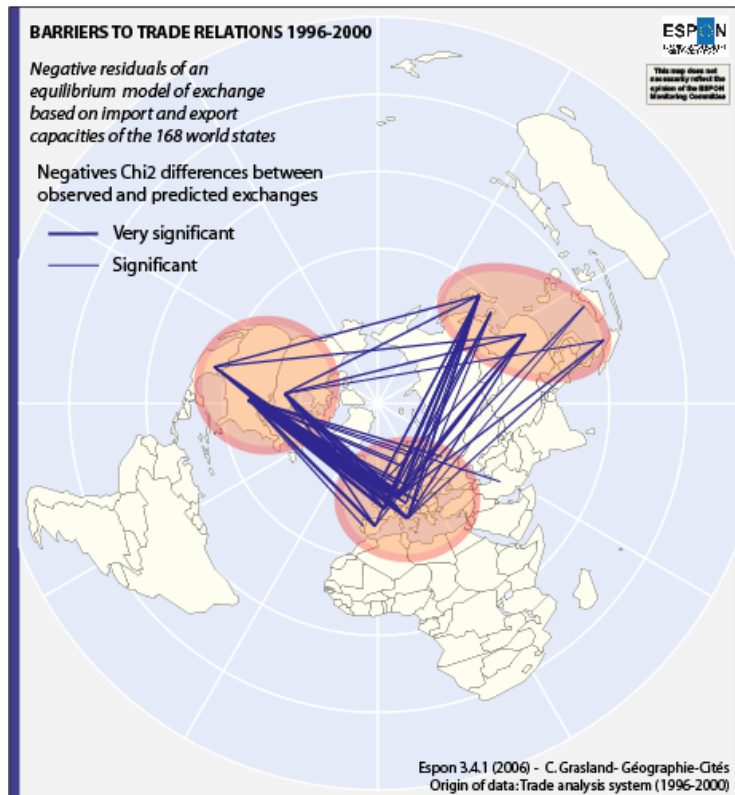 BARRIERS TO TRADE RELATIONS 1996-2000
Negative residuals of an
equilibrium model of exchange
based on import and export
capacities of the 168 world states
Negatives Chi2 differences between
observed and predicted exchanges
Very significant
Significant
ESPON
This map does not
necessarily reflect the
opinion of the ESPON
Monitoring Committee
Espon 3.4.1 (2006) - C. Grasland- Géographie-Cités
Origin of data:Trade analysis system (1996-2000)